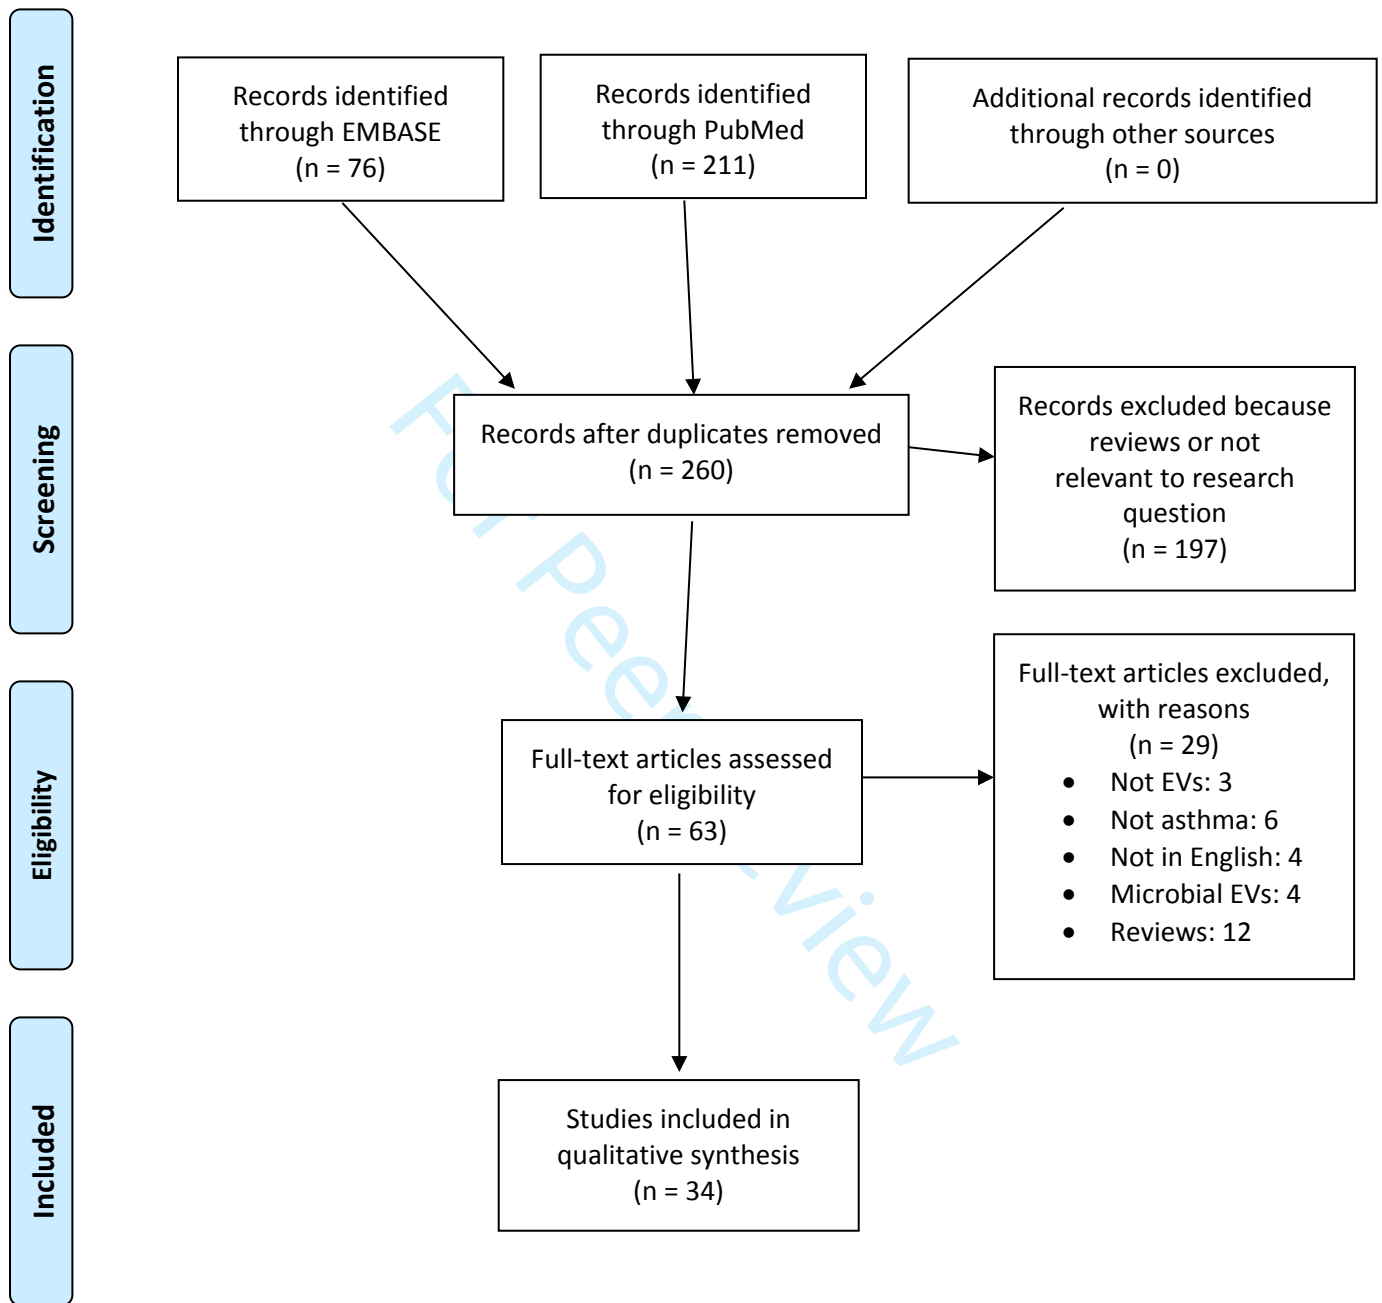 Identification
Records identified
through EMBASE
(n = 76)
Records identified
through PubMed
(n = 211)
Additional records identified
through other sources
(n = 0)
Screening
Records after duplicates removed
(n = 260)
Records excluded because
reviews or not
relevant to research
question
(n = 197)
Eligibility
Full-text articles assessed
for eligibility
(n = 63)
Full-text articles excluded,
with reasons
(n = 29)
• Not EVs: 3
• Not asthma: 6
• Not in English: 4
• Microbial EVs: 4
• Reviews: 12
Included
Studies included in
qualitative synthesis
(n = 34)
For Peer Review